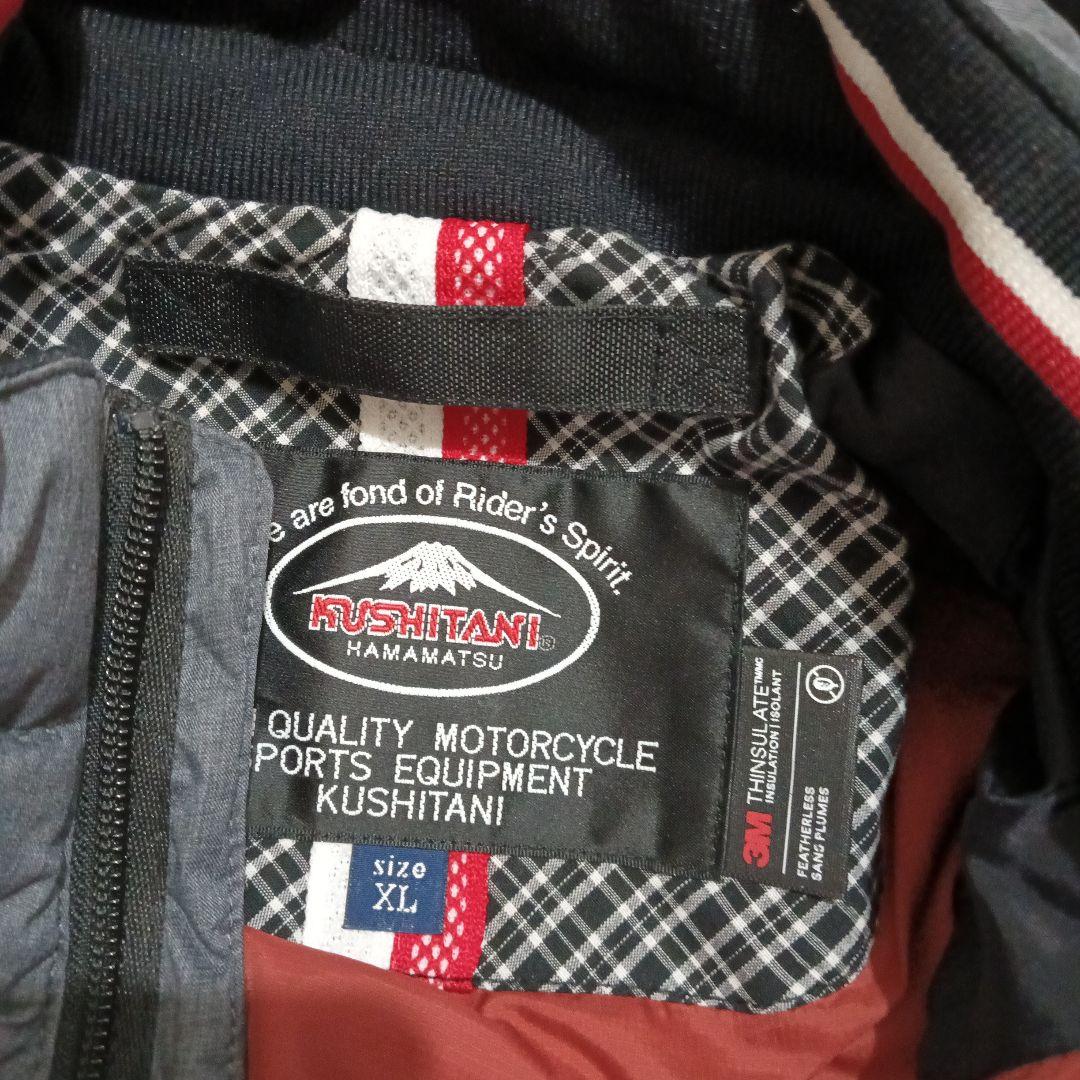 e are fond of Rider's Spirit.
KUSHITANI®
HAMAMATSU
QUALITY MOTORCYCLE
PORTS EQUIPMENT
KUSHITANI
size
XL
3M THINSULATE™MC
INSULATION | ISOLANT
FEATHERLESS
SANS PLUMES